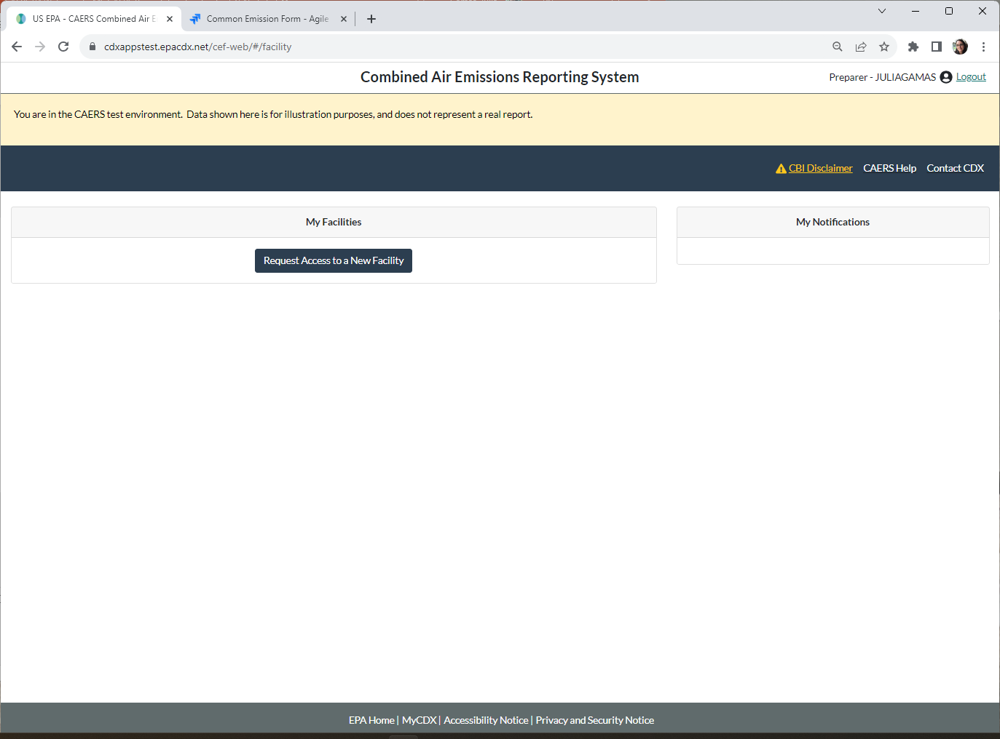 US EPA - CAERS Combined Air E
Common Emission Form - Agile
cdxappstest.epacdx.net/cef-web/#/facility
Combined Air Emissions Reporting System
Preparer - JULIAGAMAS Logout
You are in the CAERS test environment. Data shown here is for illustration purposes, and does not represent a real report.
CBI Disclaimer CAERS Help Contact CDX
My Facilities
My Notifications
Request Access to a New Facility
EPA Home | MyCDX | Accessibility Notice | Privacy and Security Notice